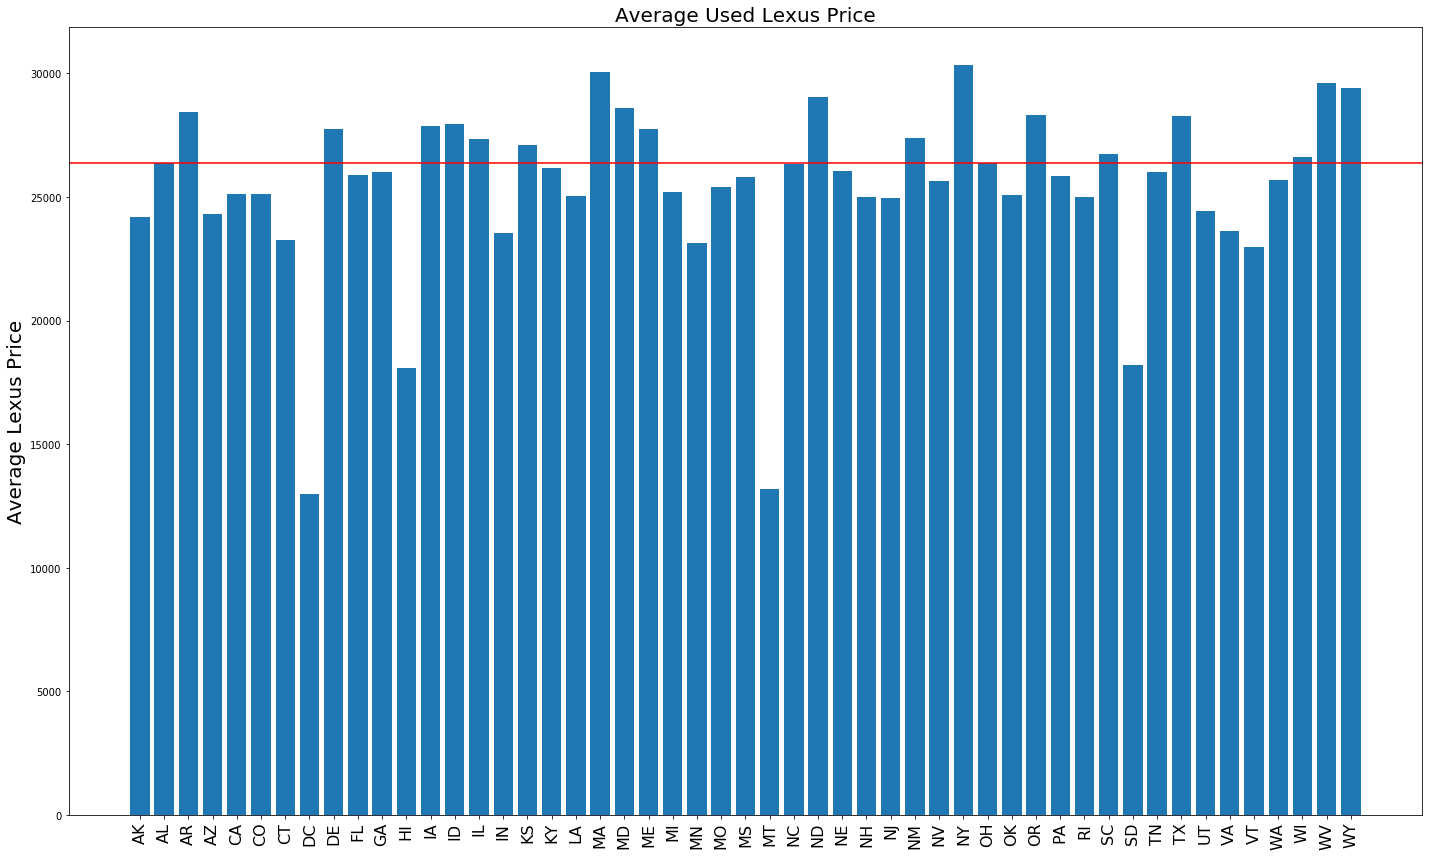 Average Used Lexus Price
Average Lexus Price
30000
25000
20000
15000
10000
5000
0
AK AL AR AZ CA CO CT DC DE FL GA HI IA ID IL IN KS KY LA MA MD ME MI MN MO MS MT NC ND NE NH NJ NM NV NY OH OK OR PA RI SC SD TN TX UT VA VT WA WI WV WY